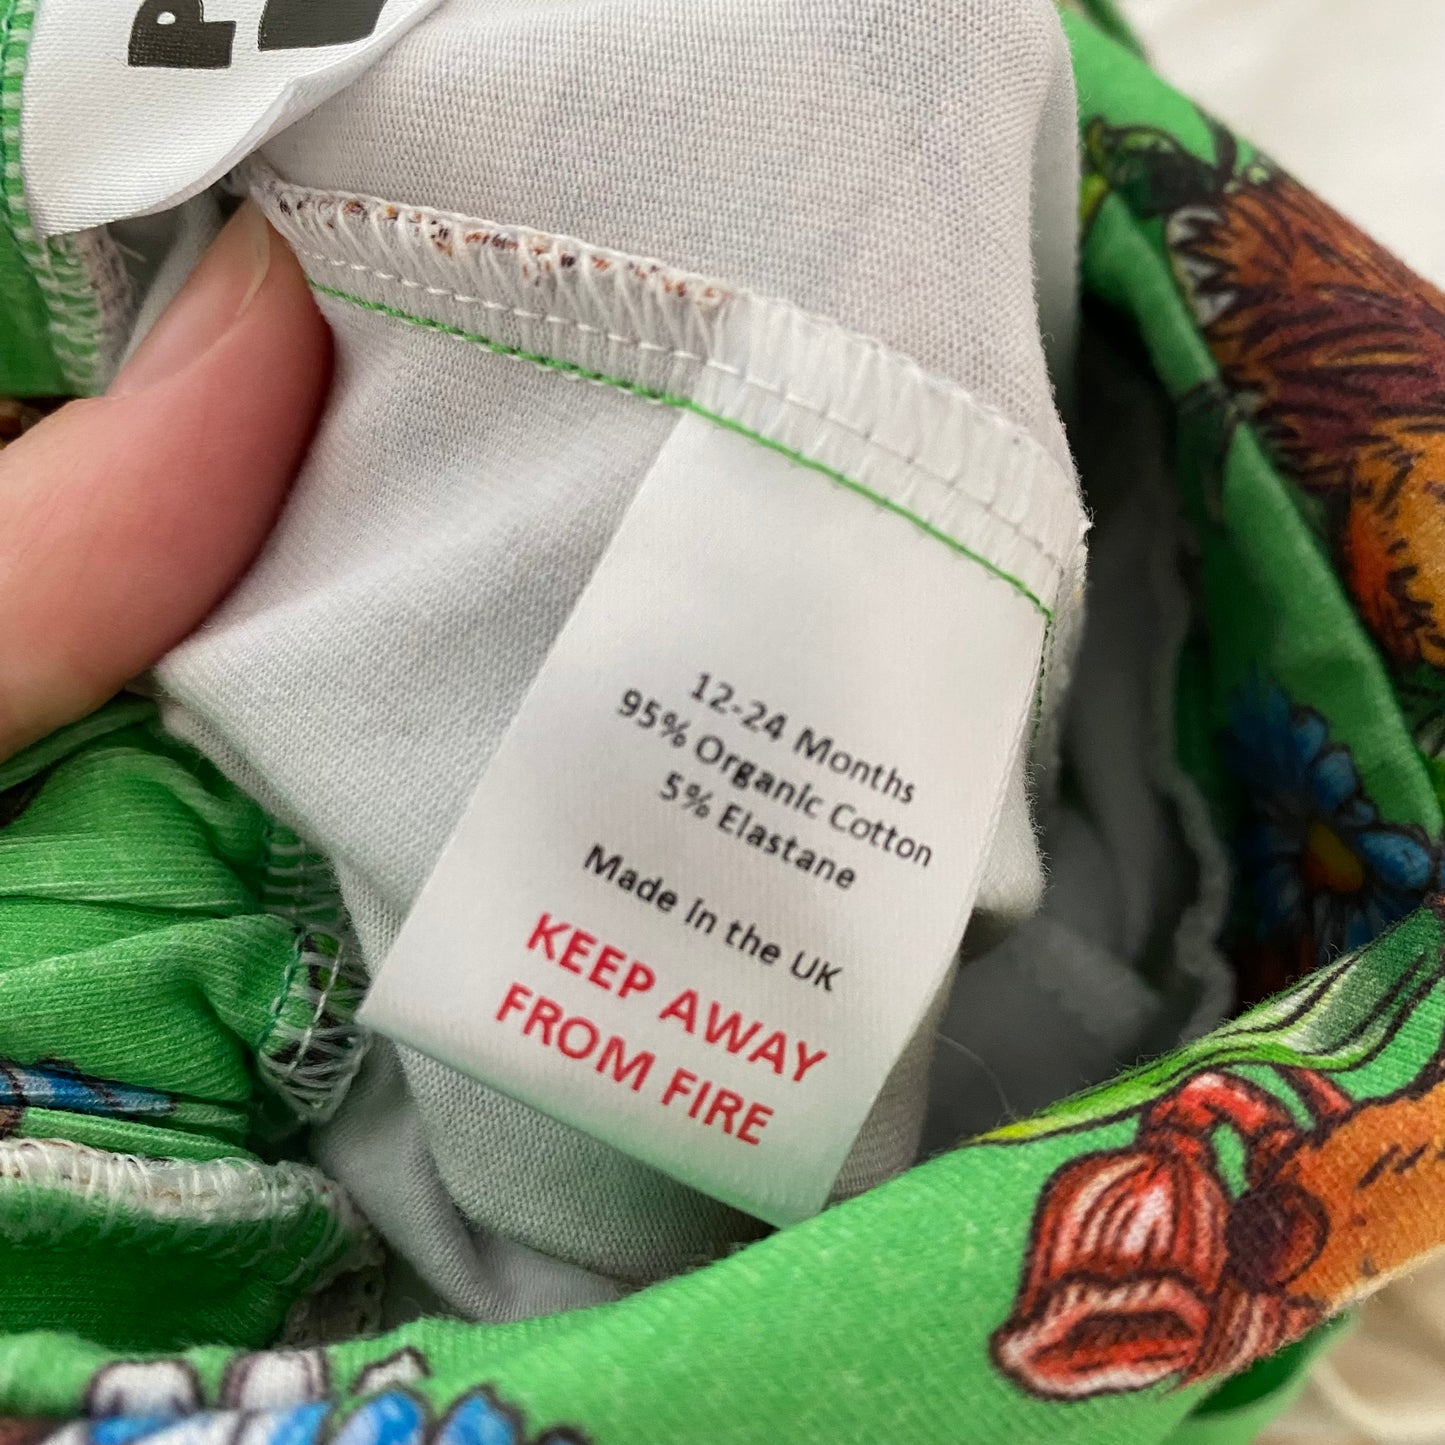 P
12-24 Months
95% Organic Cotton
5% Elastane
Made in the UK
KEEP AWAY
FROM FIRE